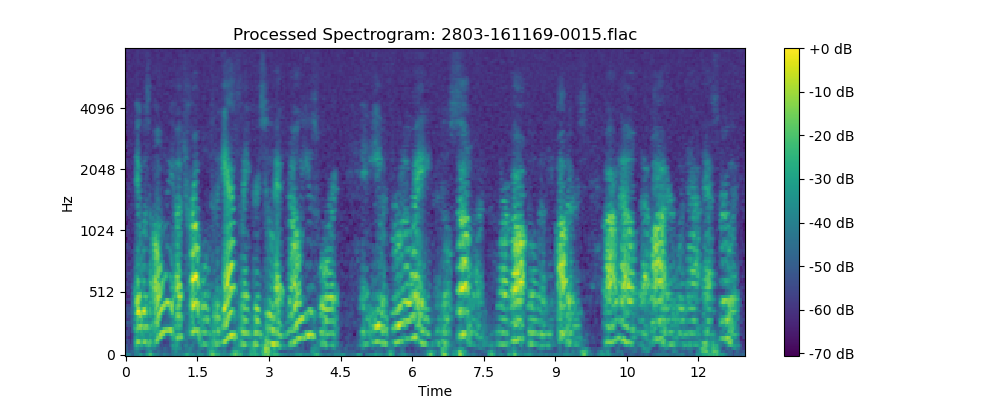 Processed Spectrogram: 2803-161169-0015.flac
Hz
4096
2048
1024
512
0
0 1.5 3 4.5 6 7.5 9 10 12
Time
+0 dB
-10 dB
-20 dB
-30 dB
-40 dB
-50 dB
-60 dB
-70 dB